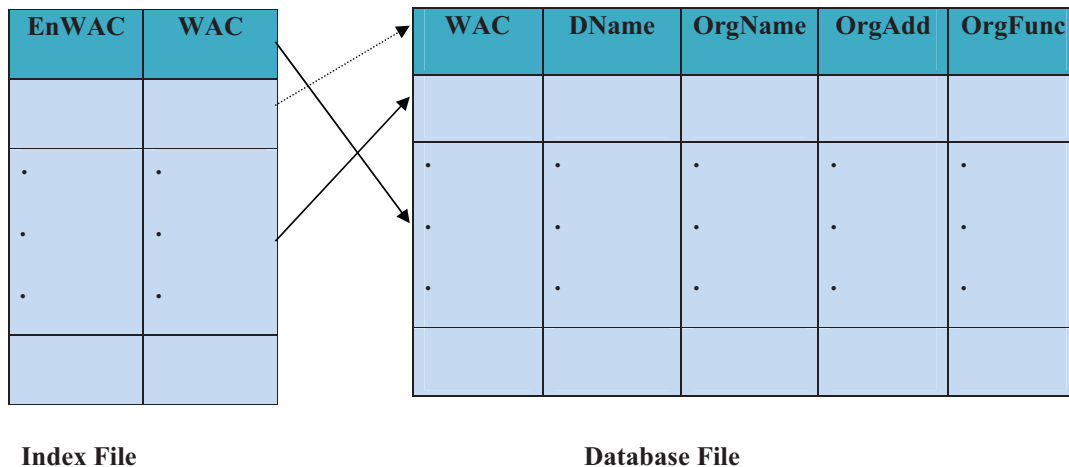 EnWAC WAC WAC DName OrgName OrgAdd OrgFunc
Index File Database File